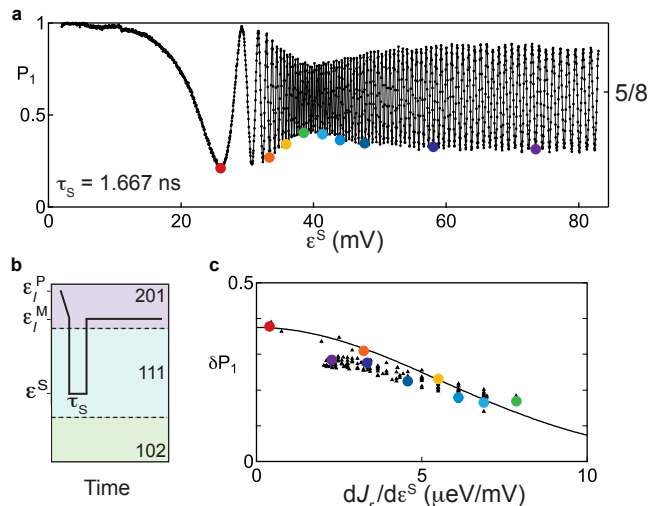 a
1
P₁
0.5
0
5/8
τS = 1.667 ns
0 20 40 60 80
εS (mV)
b
εlP
εlM
εS
201
111
102
τS
Time
c
0.5
δP₁
0
0 5 10
dJr/dεS (μeV/mV)